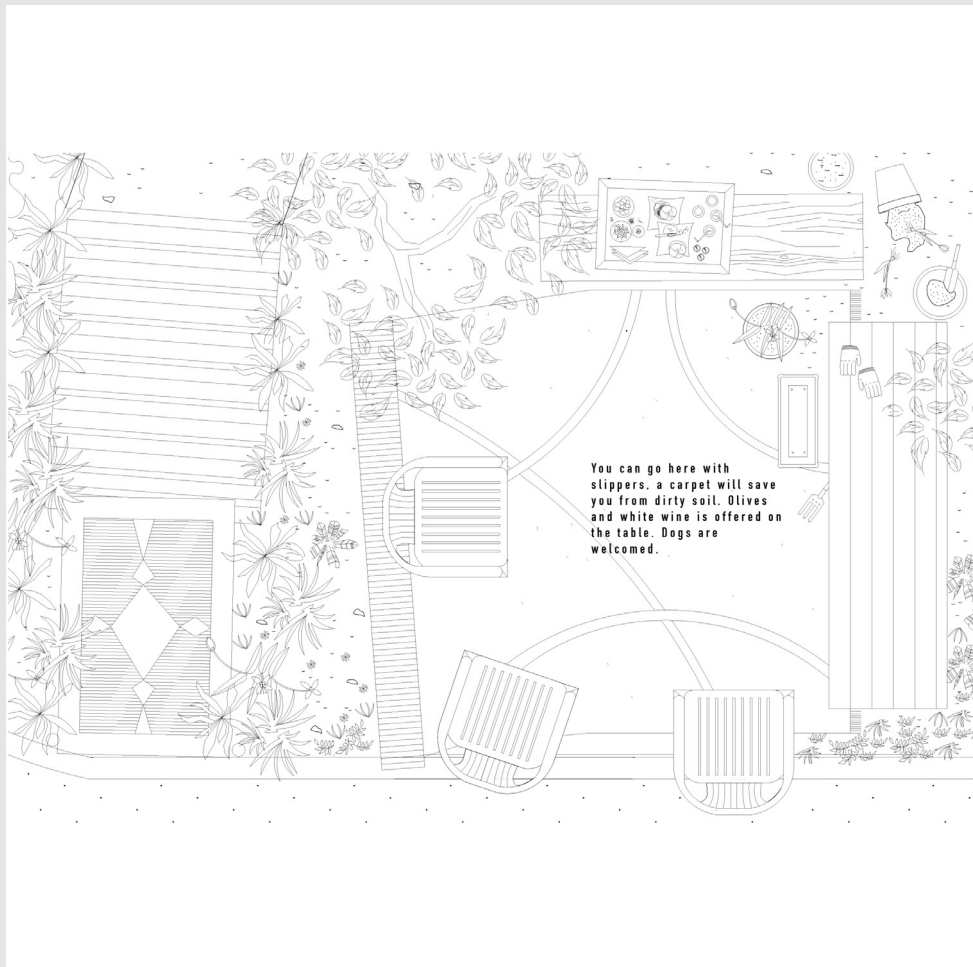 You can go here with
slippers, a carpet will save
you from dirty soil. Olives
and white wine is offered on
the table. Dogs are
welcomed.